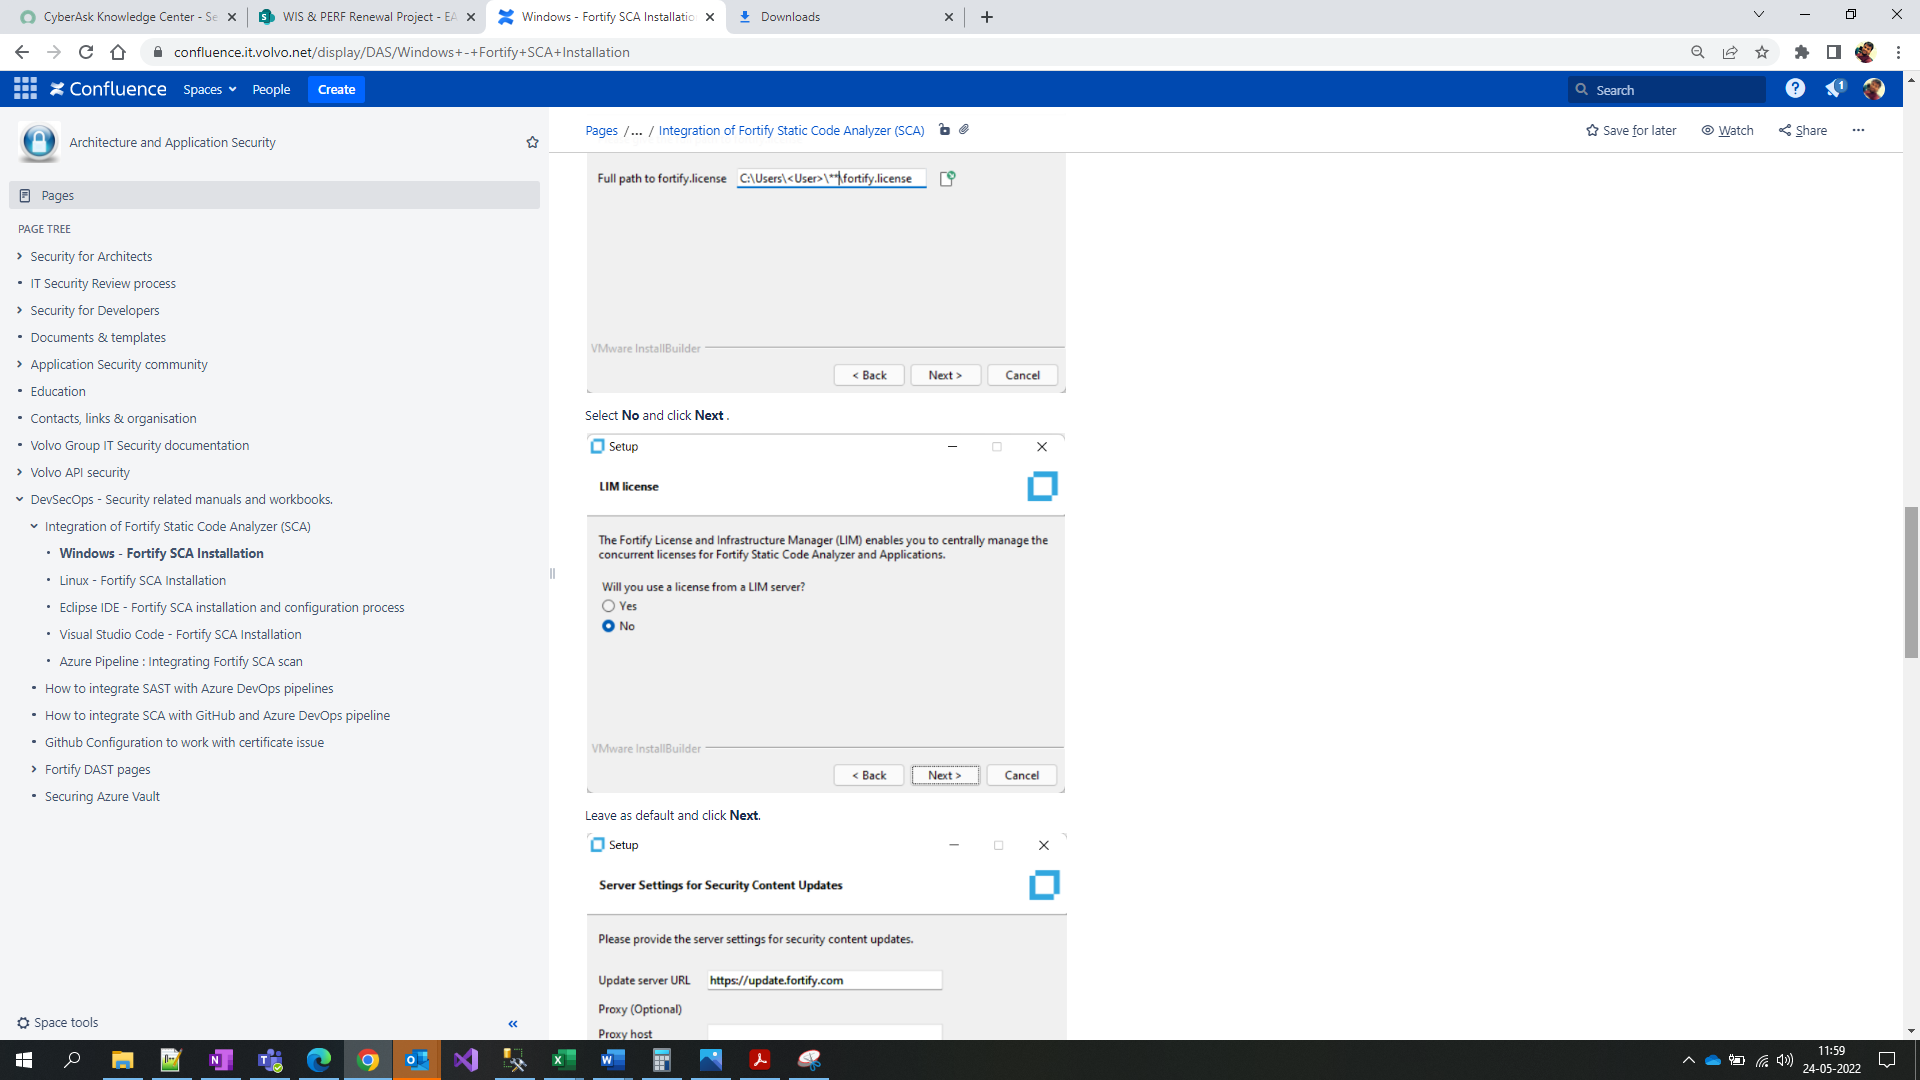 CyberAsk Knowledge Center - Se
WIS & PERF Renewal Project - EA
Windows - Fortify SCA Installatio
Downloads
confluence.it.volvo.net/display/DAS/Windows+-+Fortify+SCA+Installation
Confluence
Spaces
People
Create
Search
1
Architecture and Application Security
Pages
PAGE TREE
Security for Architects
IT Security Review process
Security for Developers
Documents & templates
Application Security community
Education
Contacts, links & organisation
Volvo Group IT Security documentation
Volvo API security
DevSecOps - Security related manuals and workbooks.
Integration of Fortify Static Code Analyzer (SCA)
Windows - Fortify SCA Installation
Linux - Fortify SCA Installation
Eclipse IDE - Fortify SCA installation and configuration process
Visual Studio Code - Fortify SCA Installation
Azure Pipeline : Integrating Fortify SCA scan
How to integrate SAST with Azure DevOps pipelines
How to integrate SCA with GitHub and Azure DevOps pipeline
Github Configuration to work with certificate issue
Fortify DAST pages
Securing Azure Vault
Space tools
Pages / ... / Integration of Fortify Static Code Analyzer (SCA)
Save for later
Watch
Share
Full path to fortify.license C:\Users\<User>\**\fortify.license
VMware InstallBuilder
< Back
Next >
Cancel
Select No and click Next .
Setup
LIM license
The Fortify License and Infrastructure Manager (LIM) enables you to centrally manage the
concurrent licenses for Fortify Static Code Analyzer and Applications.
Will you use a license from a LIM server?
Yes
No
VMware InstallBuilder
< Back
Next >
Cancel
Leave as default and click Next.
Setup
Server Settings for Security Content Updates
Please provide the server settings for security content updates.
Update server URL https://update.fortify.com
Proxy (Optional)
Proxy host
11:59
24-05-2022